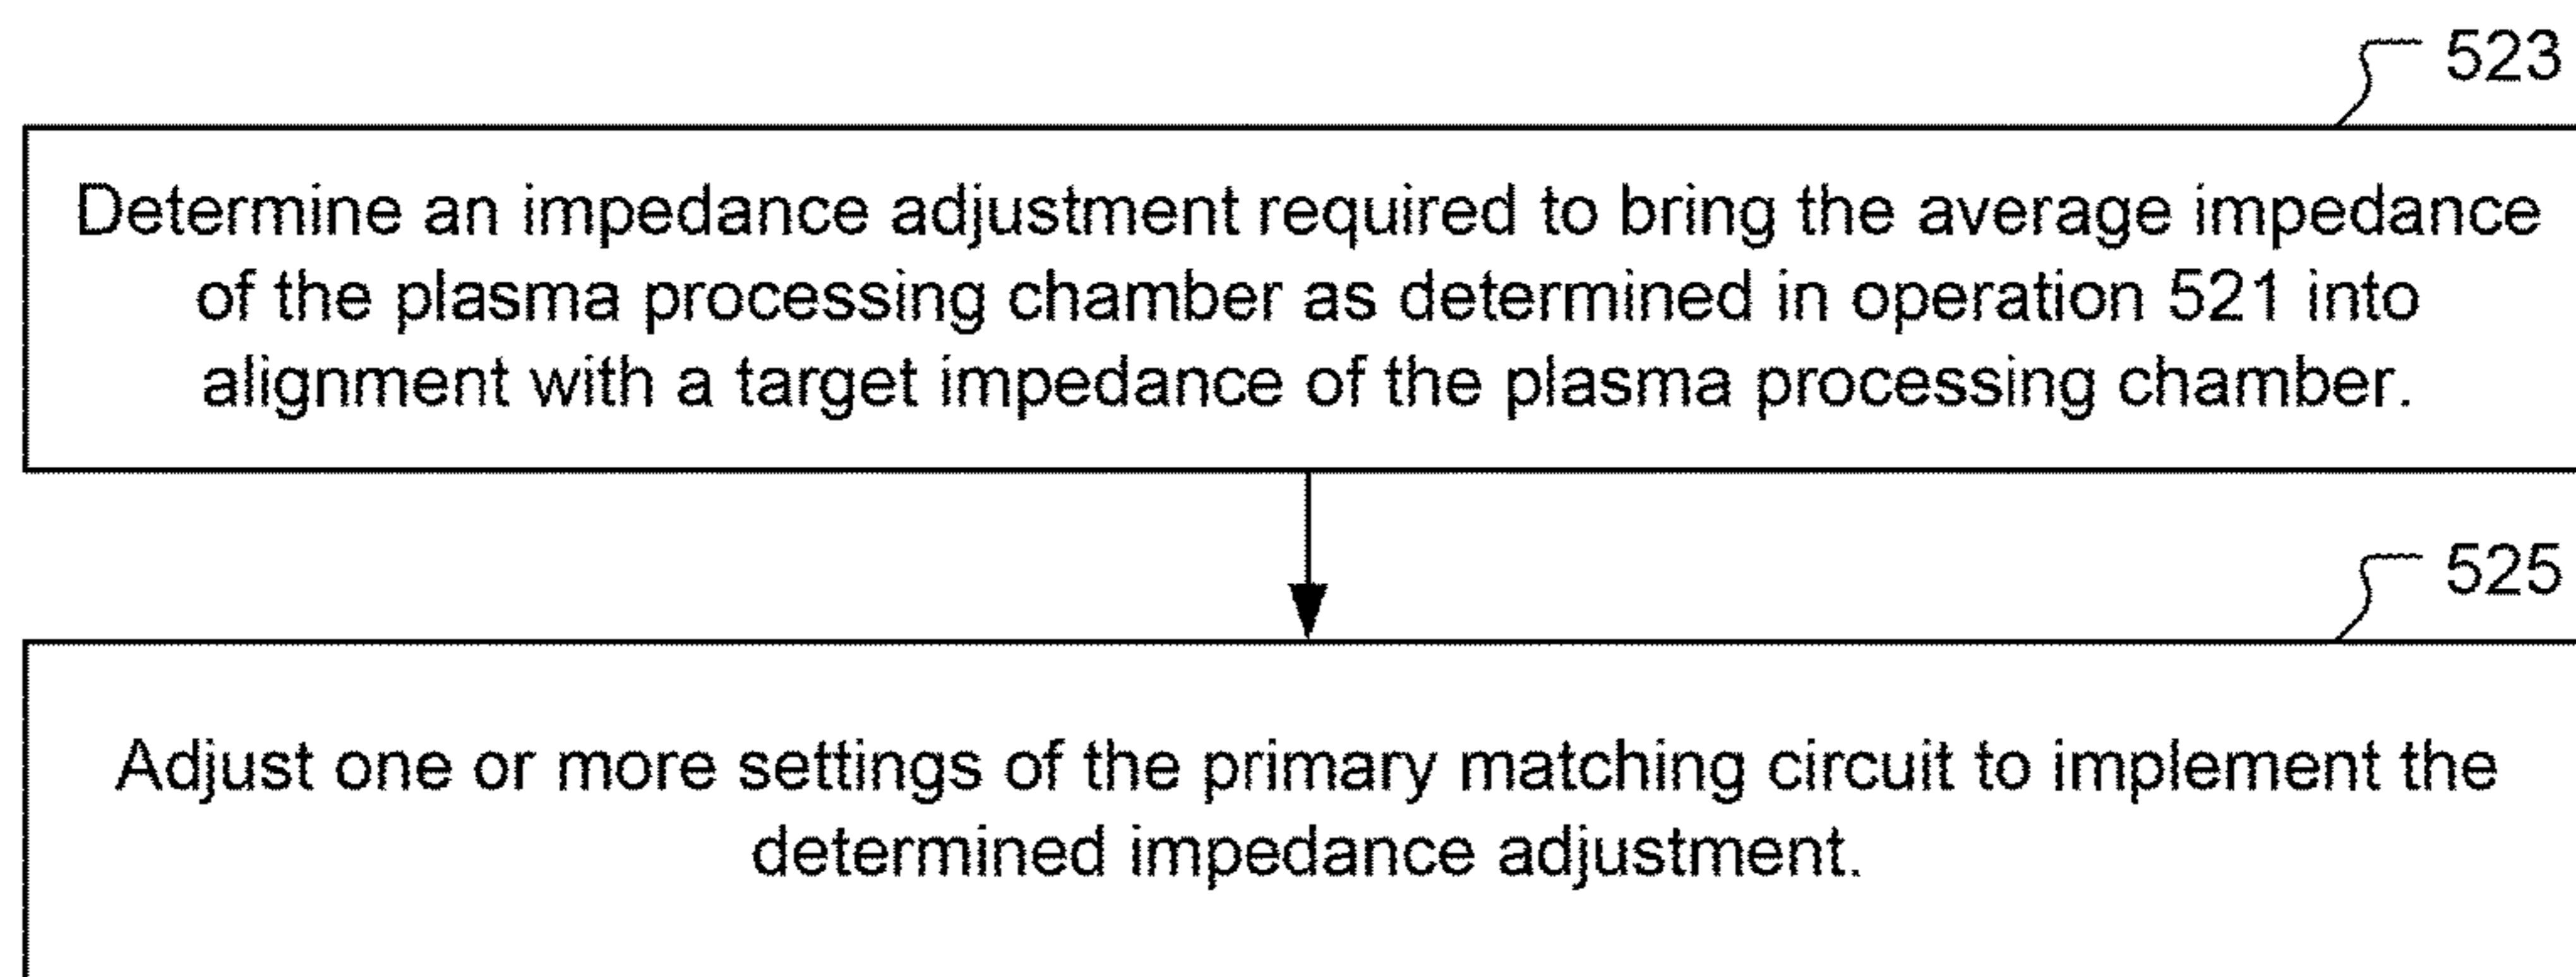 523
Determine an impedance adjustment required to bring the average impedance
of the plasma processing chamber as determined in operation 521 into
alignment with a target impedance of the plasma processing chamber.
525
Adjust one or more settings of the primary matching circuit to implement the
determined impedance adjustment.